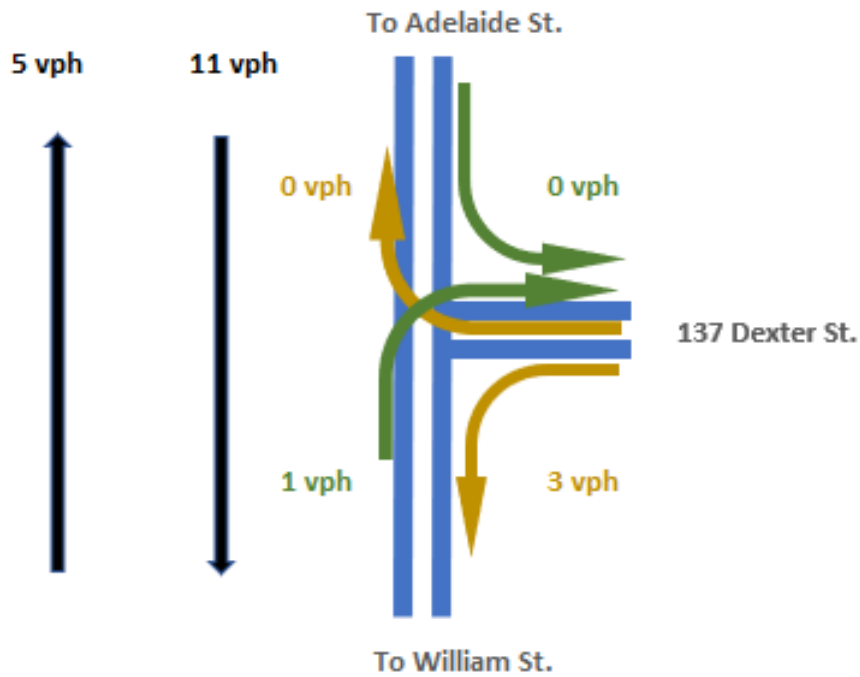 To Adelaide St.
5 vph
11 vph
0 vph
0 vph
137 Dexter St.
1 vph
3 vph
To William St.